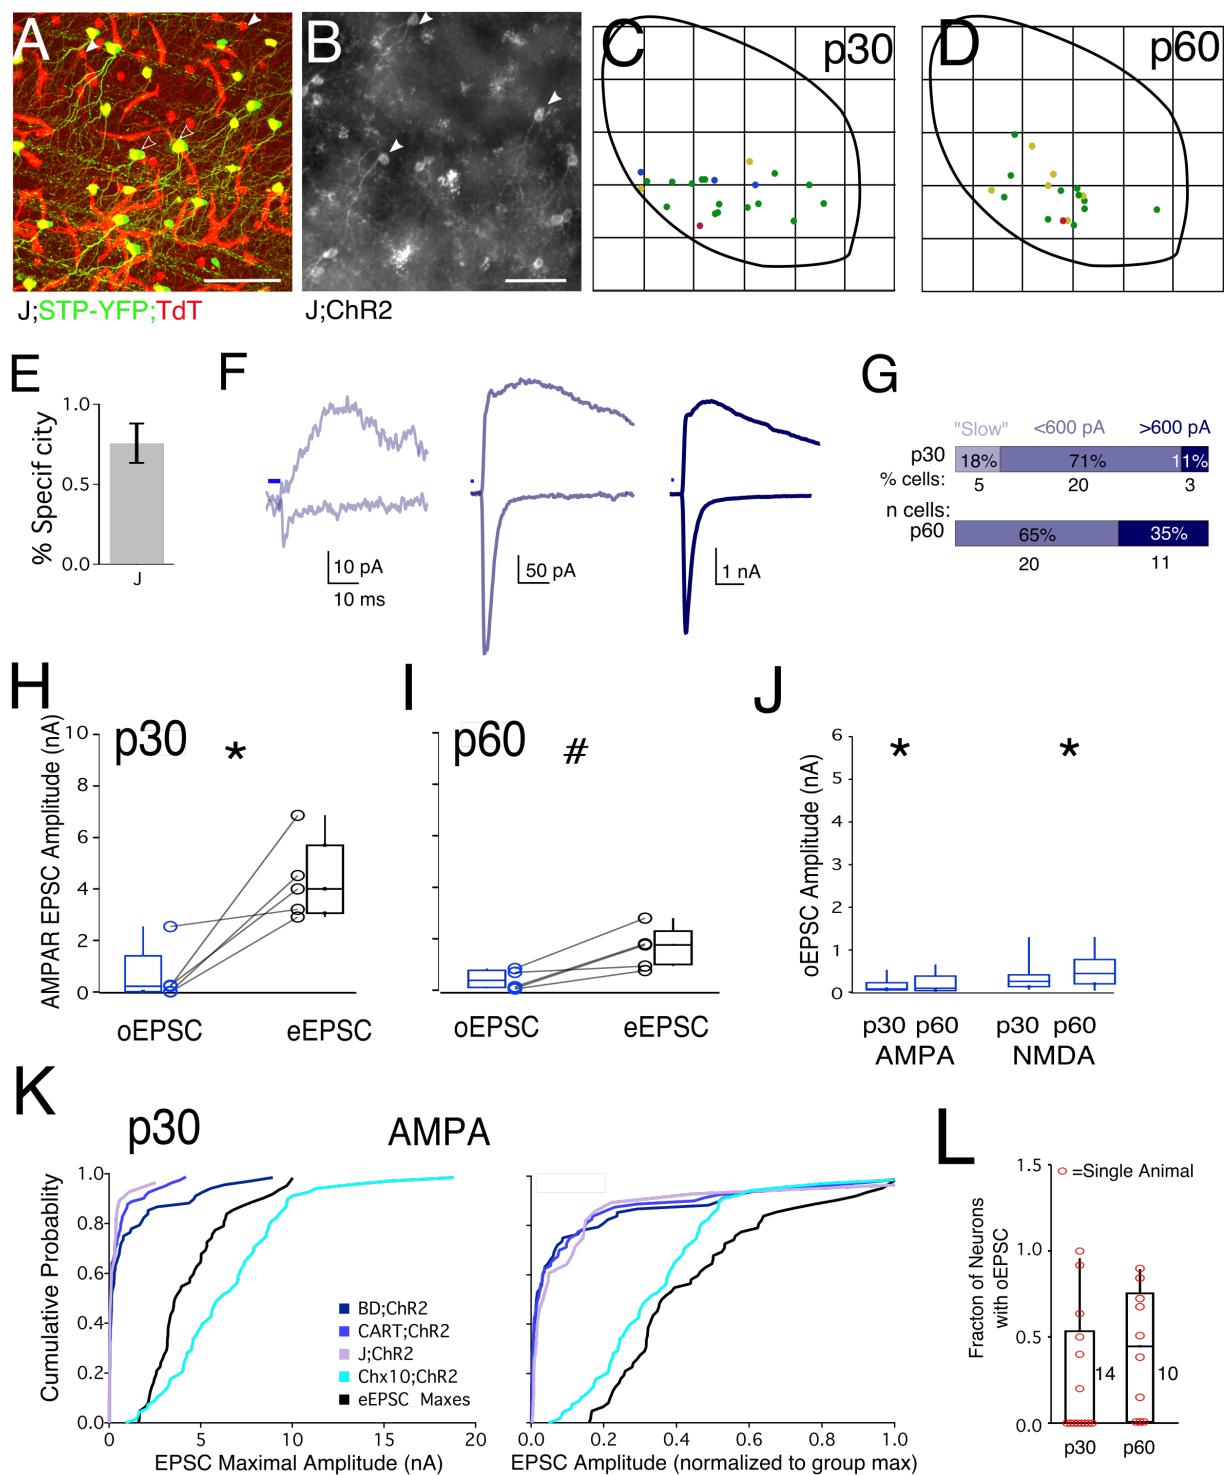 A
B
C
p30
D
p60
J;STP-YFP;TdT
J;ChR2
E
% Specif city
1.0
0.5
0.0
J
F
10 pA
10 ms
50 pA
1 nA
G
"Slow" <600 pA >600 pA
p30
18% 71% 11%
% cells:
5 20 3
n cells:
p60
65% 35%
20 11
H
p30
*
AMPAR EPSC Amplitude (nA)
10
8
6
4
2
0
oEPSC eEPSC
I
p60
#
oEPSC eEPSC
J
* *
oEPSC Amplitude (nA)
6
5
4
3
2
1
0
p30 p60 p30 p60
AMPA NMDA
K
p30
AMPA
Cumulative Probablity
1.0
0.8
0.6
0.4
0.2
0.0
BD;ChR2
CART;ChR2
J;ChR2
Chx10;ChR2
eEPSC Maxes
0 5 10 15 20
EPSC Maximal Amplitude (nA)
0.0 0.2 0.4 0.6 0.8 1.0
EPSC Amplitude (normalized to group max)
L
Fracton of Neurons
with oEPSC
1.5
=Single Animal
1.0
0.5
0.0
14
10
p30 p60